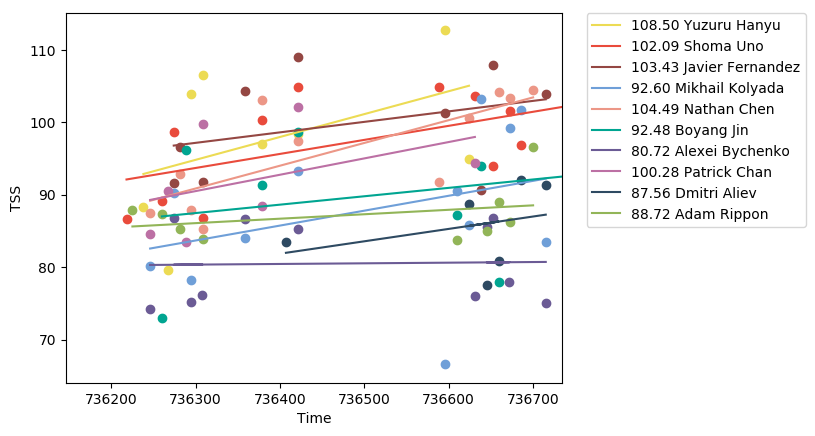 110
100
90
80
70
TSS
736200 736300 736400 736500 736600 736700
Time
108.50 Yuzuru Hanyu
102.09 Shoma Uno
103.43 Javier Fernandez
92.60 Mikhail Kolyada
104.49 Nathan Chen
92.48 Boyang Jin
80.72 Alexei Bychenko
100.28 Patrick Chan
87.56 Dmitri Aliev
88.72 Adam Rippon